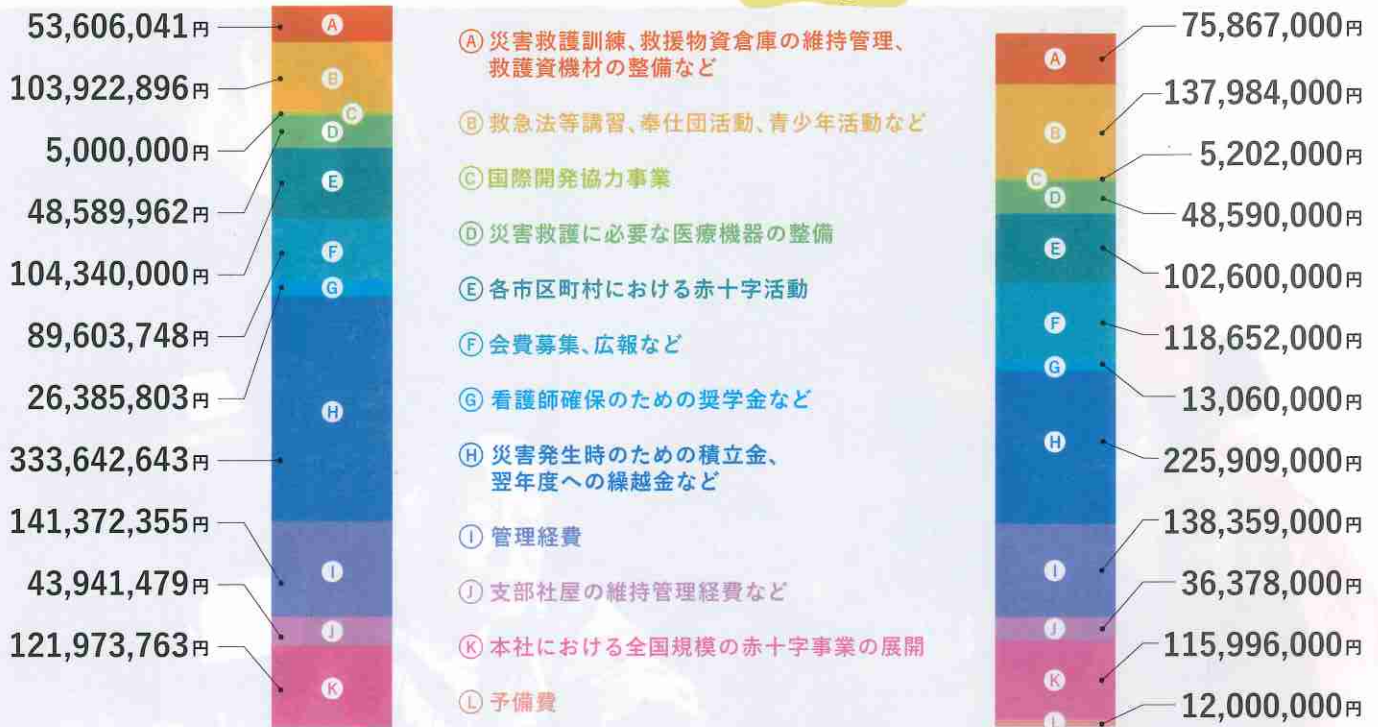 53,606,041円
103,922,896円
5,000,000円
48,589,962円
104,340,000円
89,603,748円
26,385,803円
333,642,643円
141,372,355円
43,941,479円
121,973,763円
A
B
C
D
E
F
G
H
I
J
K
Ⓐ 災害救護訓練、救援物資倉庫の維持管理、
救護資機材の整備など
Ⓑ 救急法等講習、奉仕団活動、青少年活動など
Ⓒ 国際開発協力事業
Ⓓ 災害救護に必要な医療機器の整備
Ⓔ 各市区町村における赤十字活動
Ⓕ 会費募集、広報など
Ⓖ 看護師確保のための奨学金など
Ⓗ 災害発生時のための積立金、
翌年度への繰越金など
Ⓘ 管理経費
Ⓙ 支部社屋の維持管理経費など
Ⓚ 本社における全国規模の赤十字事業の展開
Ⓛ 予備費
A
B
C
D
E
F
G
H
I
J
K
L
75,867,000円
137,984,000円
5,202,000円
48,590,000円
102,600,000円
118,652,000円
13,060,000円
225,909,000円
138,359,000円
36,378,000円
115,996,000円
12,000,000円